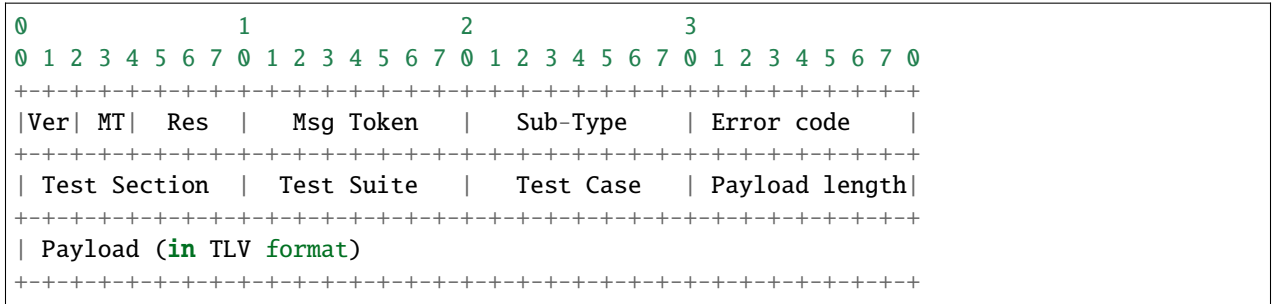 0               1               2               3
0 1 2 3 4 5 6 7 0 1 2 3 4 5 6 7 0 1 2 3 4 5 6 7 0 1 2 3 4 5 6 7 0
+-+-+-+-+-+-+-+-+-+-+-+-+-+-+-+-+-+-+-+-+-+-+-+-+-+-+-+-+-+-+-+-+
|Ver| MT|  Res  |   Msg Token   |   Sub-Type    | Error code    |
+-+-+-+-+-+-+-+-+-+-+-+-+-+-+-+-+-+-+-+-+-+-+-+-+-+-+-+-+-+-+-+-+
| Test Section  |  Test Suite   |   Test Case   | Payload length|
+-+-+-+-+-+-+-+-+-+-+-+-+-+-+-+-+-+-+-+-+-+-+-+-+-+-+-+-+-+-+-+-+
| Payload (in TLV format)
+-+-+-+-+-+-+-+-+-+-+-+-+-+-+-+-+-+-+-+-+-+-+-+-+-+-+-+-+-+-+-+-+